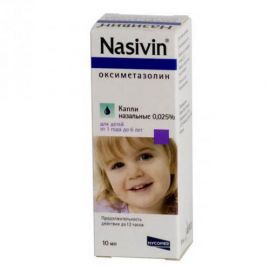 Nasivin®
оксиметазолин
Капли
назальные 0,025%
для детей
от 1 года до 6 лет
Продолжительность
действия до 12 часов
10 мл
NYCOMED